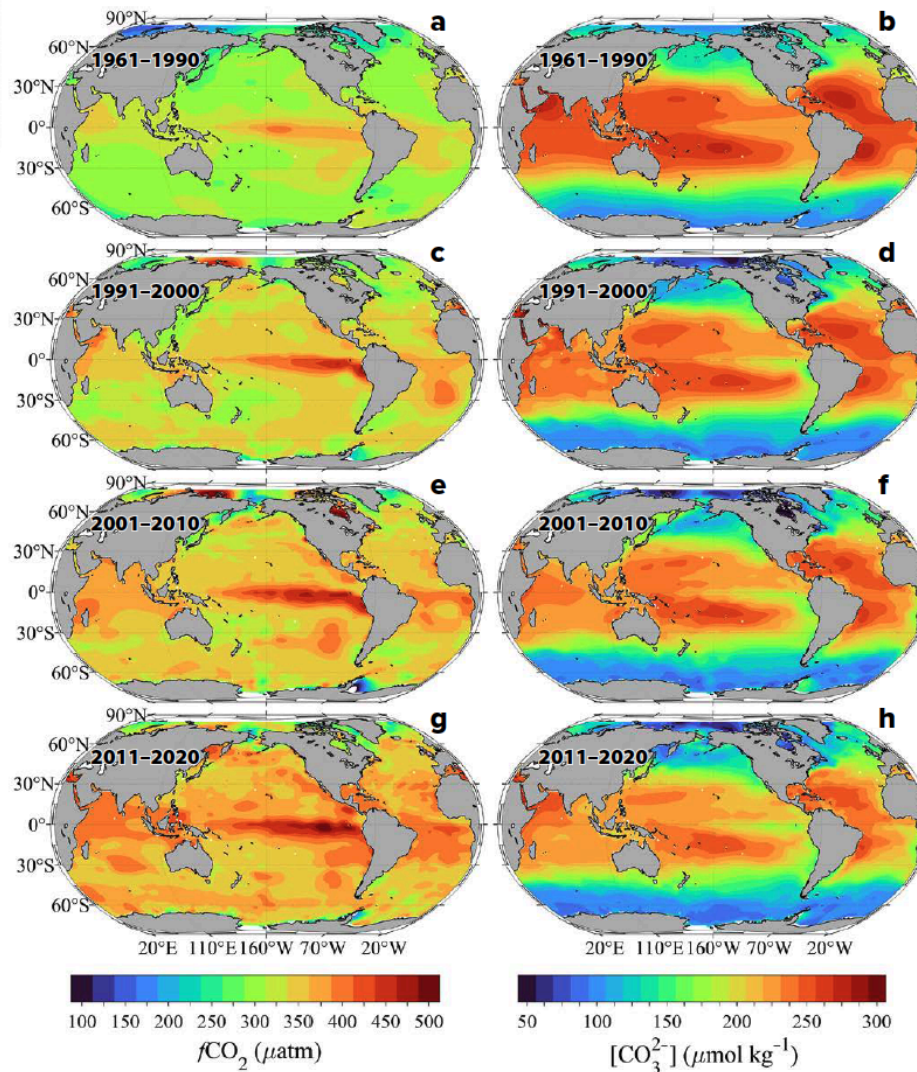 90°N
a
b
60°N
1961–1990
1961–1990
30°N
0°
30°S
60°S
90°N
c
d
60°N
1991–2000
1991–2000
30°N
0°
30°S
60°S
90°N
e
f
60°N
2001–2010
2001–2010
30°N
0°
30°S
60°S
90°N
g
h
60°N
2011–2020
2011–2020
30°N
0°
30°S
60°S
20°E 110°E 160°W 70°W 20°W
20°E 110°E 160°W 70°W 20°W
100 150 200 250 300 350 400 450 500
50 100 150 200 250 300
fCO₂ (μatm)
[CO₃²⁻] (μmol kg⁻¹)